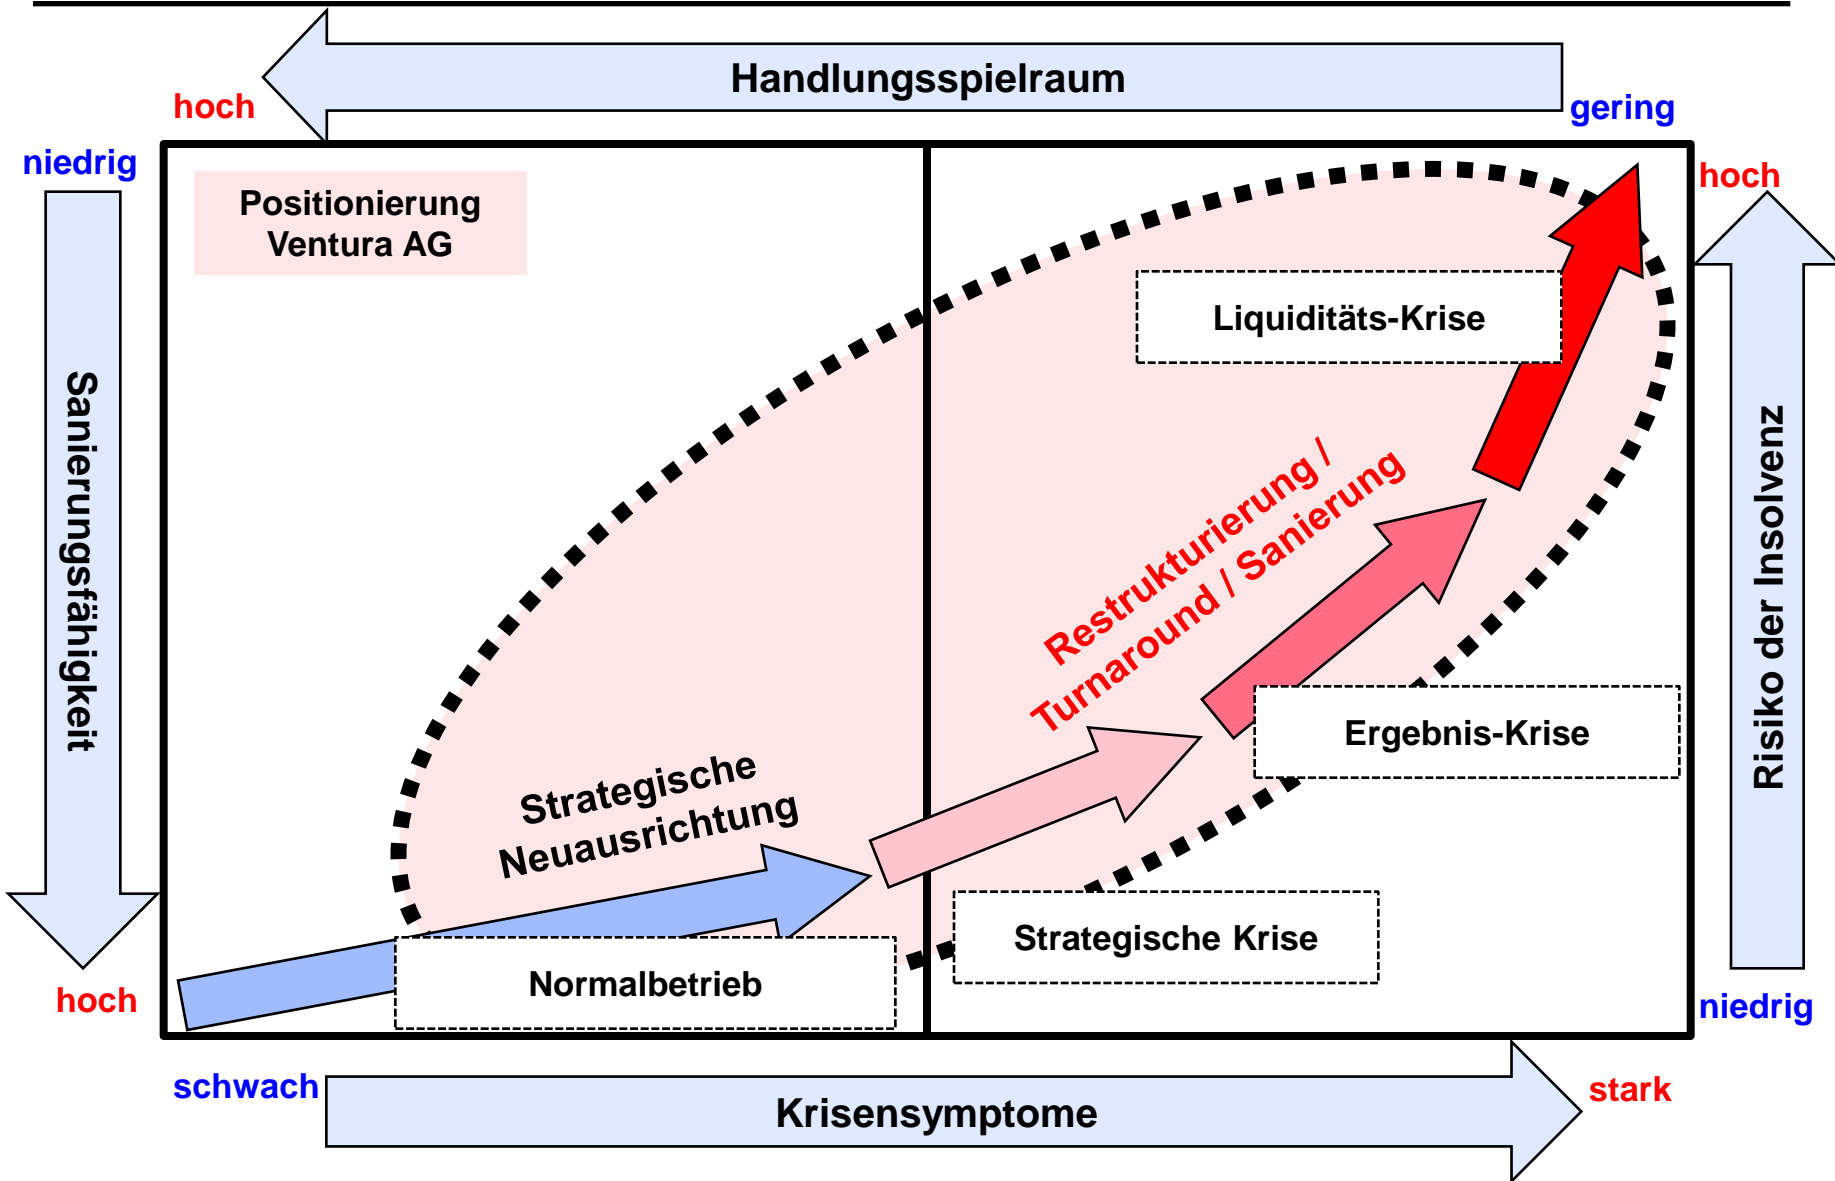 Handlungsspielraum
hoch
gering
niedrig
hoch
Positionierung
Ventura AG
Liquiditäts-Krise
Sanierungsfähigkeit
Risiko der Insolvenz
Restrukturierung /
Turnaround / Sanierung
Ergebnis-Krise
Strategische
Neuausrichtung
Strategische Krise
Normalbetrieb
hoch
niedrig
schwach
Krisensymptome
stark